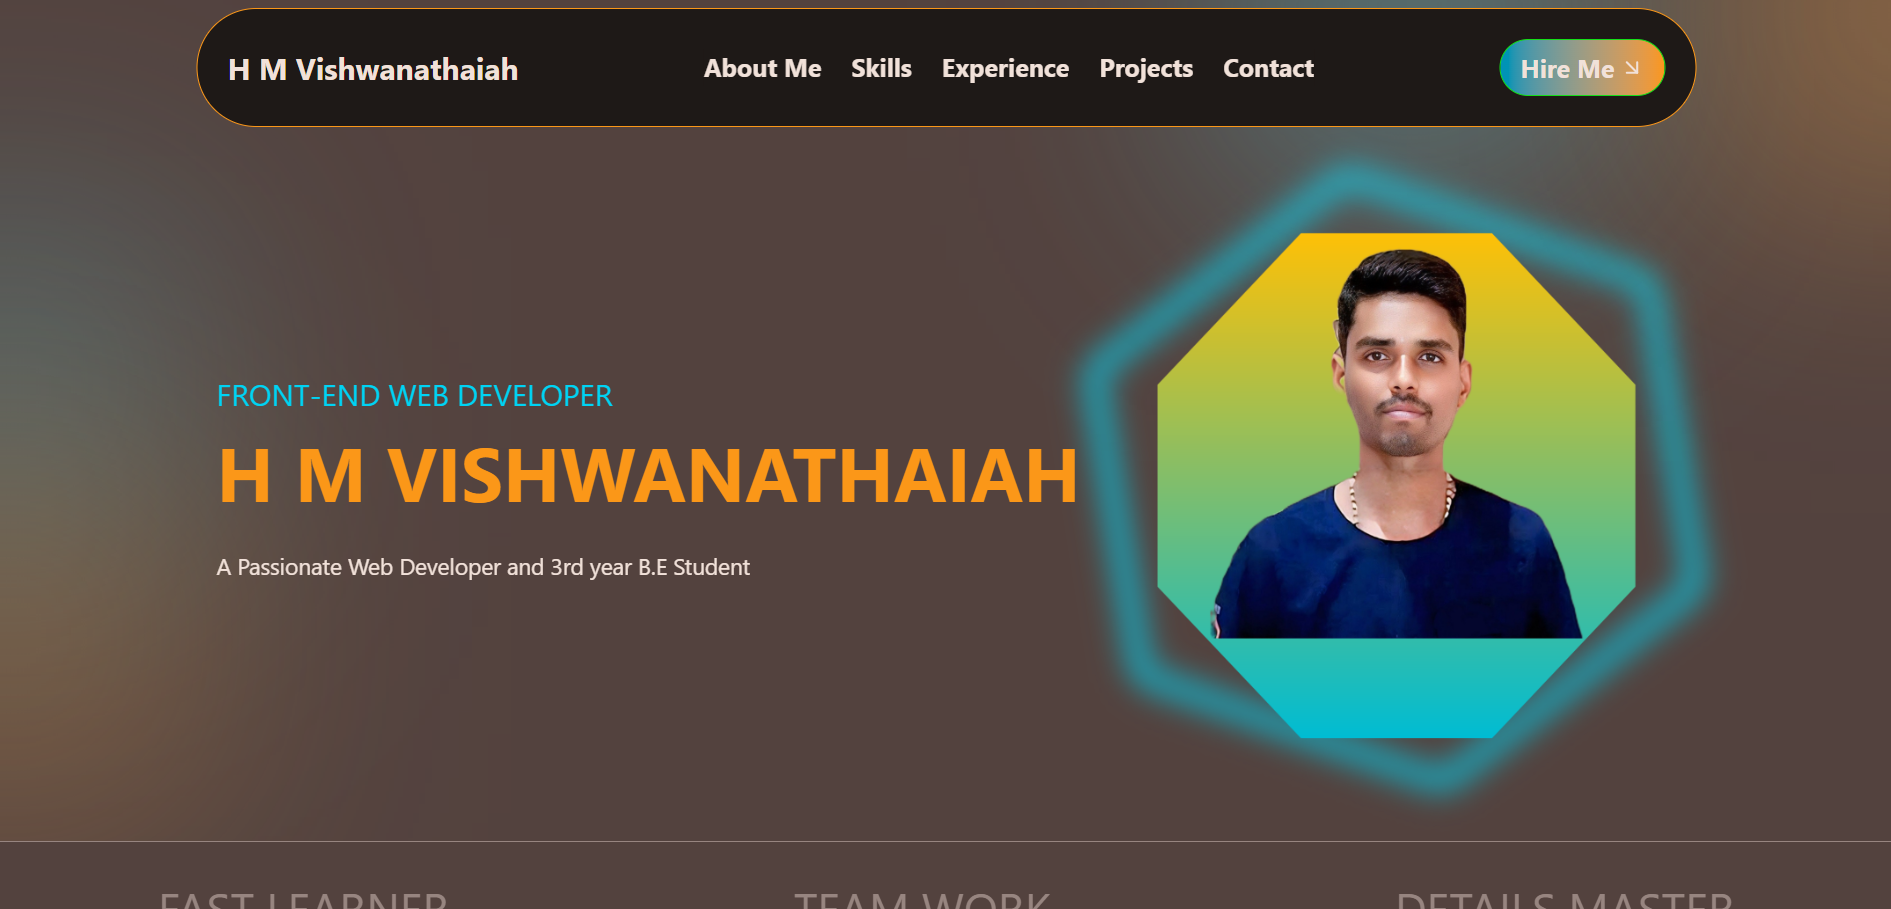 H M Vishwanathaiah
About Me Skills Experience Projects Contact
Hire Me
FRONT-END WEB DEVELOPER
H M VISHWANATHAIAH
A Passionate Web Developer and 3rd year B.E Student
FAST LEARNER TEAM WORK DETAILS MASTER